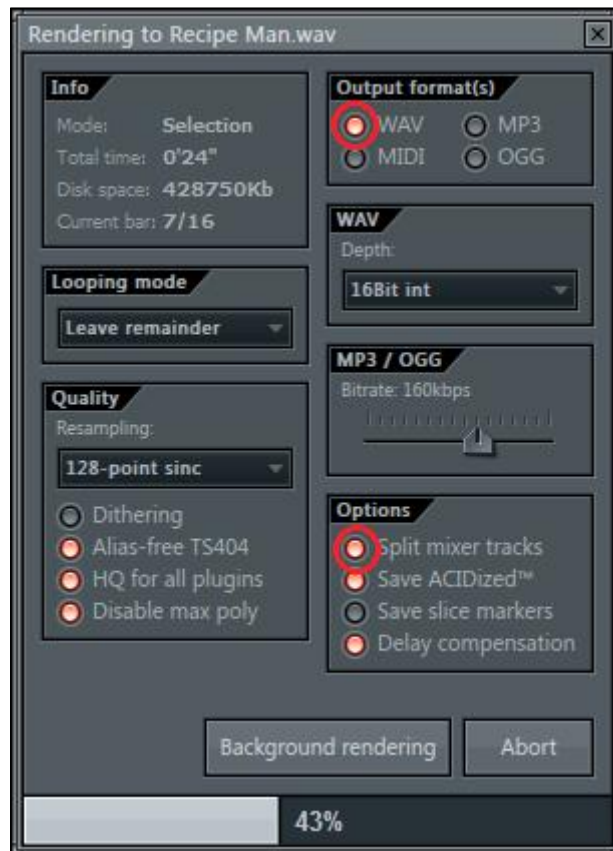 Rendering to Recipe Man.wav
Info
Mode: Selection
Total time: 0'24"
Disk space: 428750Kb
Current bar: 7/16
Looping mode
Leave remainder
Quality
Resampling:
128-point sinc
Dithering
Alias-free TS404
HQ for all plugins
Disable max poly
Output format(s)
WAV MP3
MIDI OGG
WAV
Depth:
16Bit int
MP3 / OGG
Bitrate: 160kbps
Options
Split mixer tracks
Save ACIDized™
Save slice markers
Delay compensation
Background rendering Abort
43%